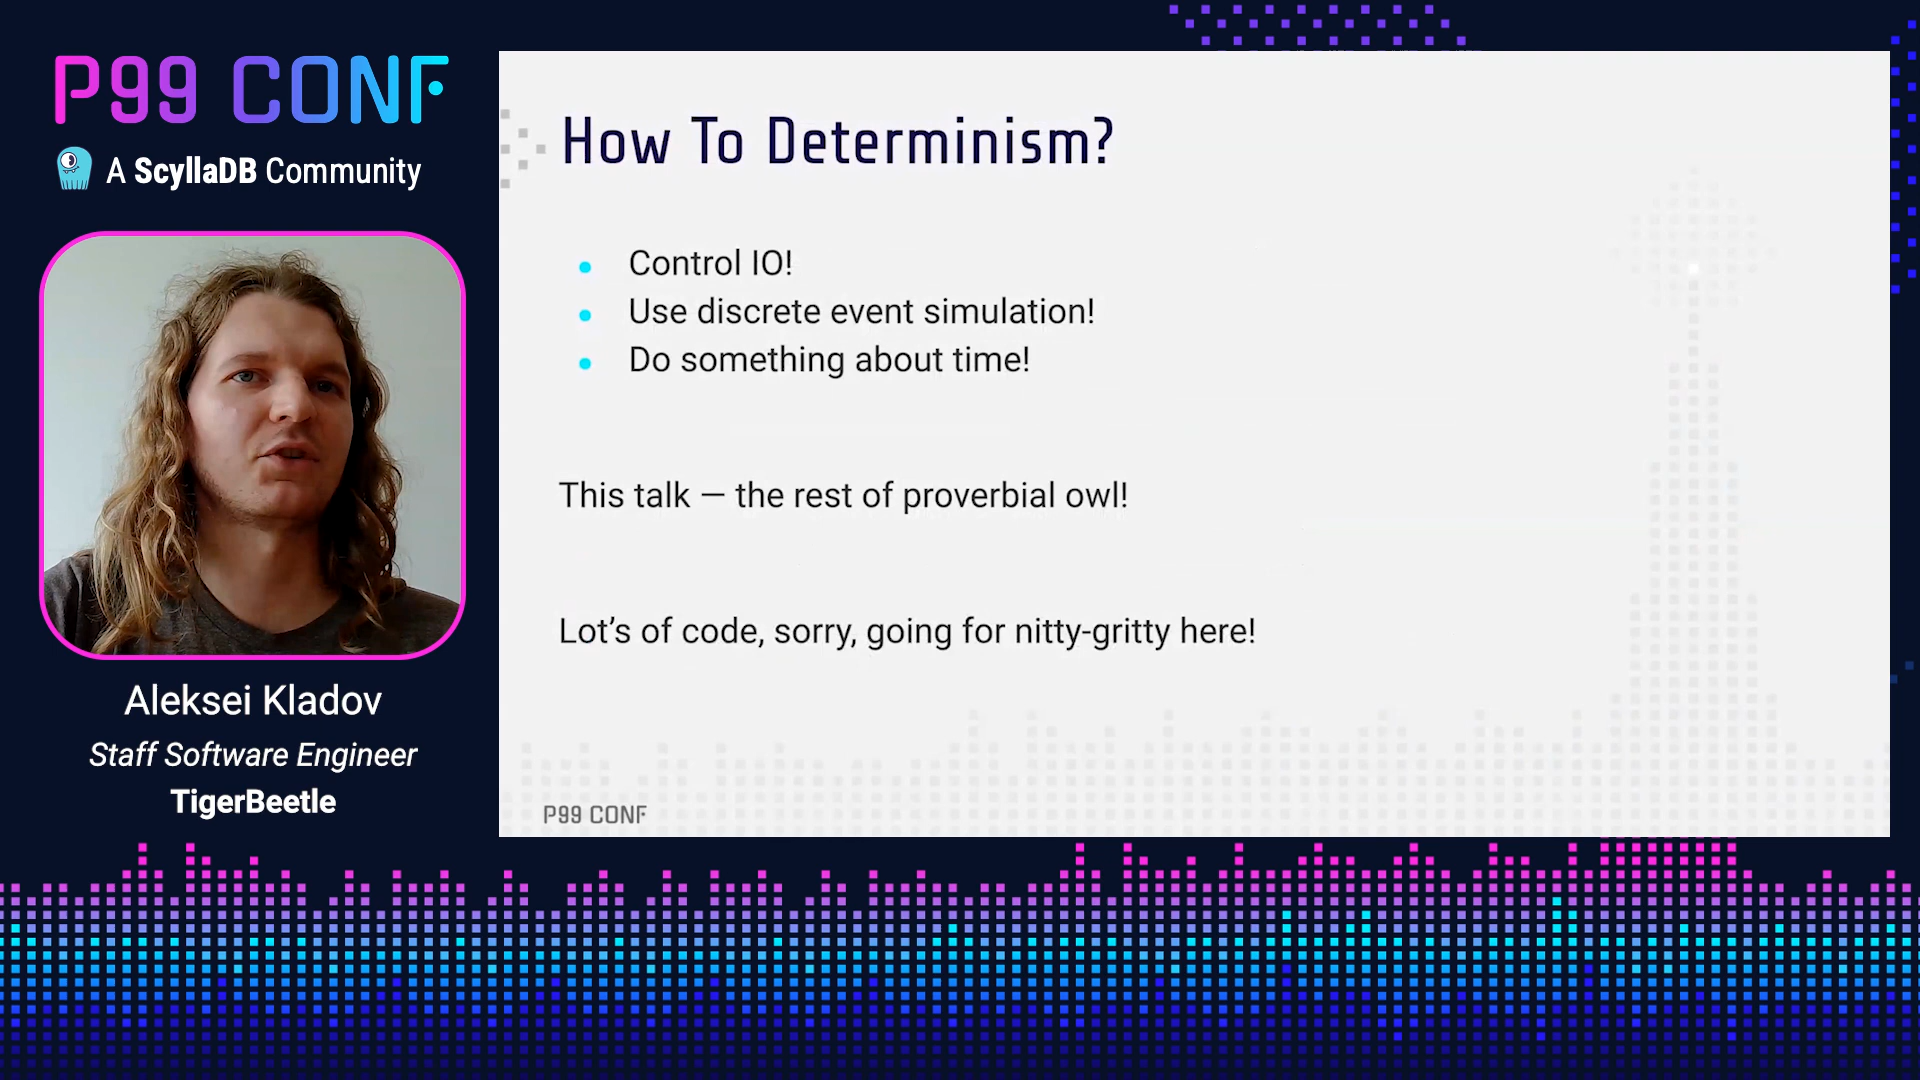 P99 CONF
A ScyllaDB Community
Aleksei Kladov
Staff Software Engineer
TigerBeetle
How To Determinism?
Control IO!
Use discrete event simulation!
Do something about time!
This talk — the rest of proverbial owl!
Lot’s of code, sorry, going for nitty-gritty here!
P99 CONF